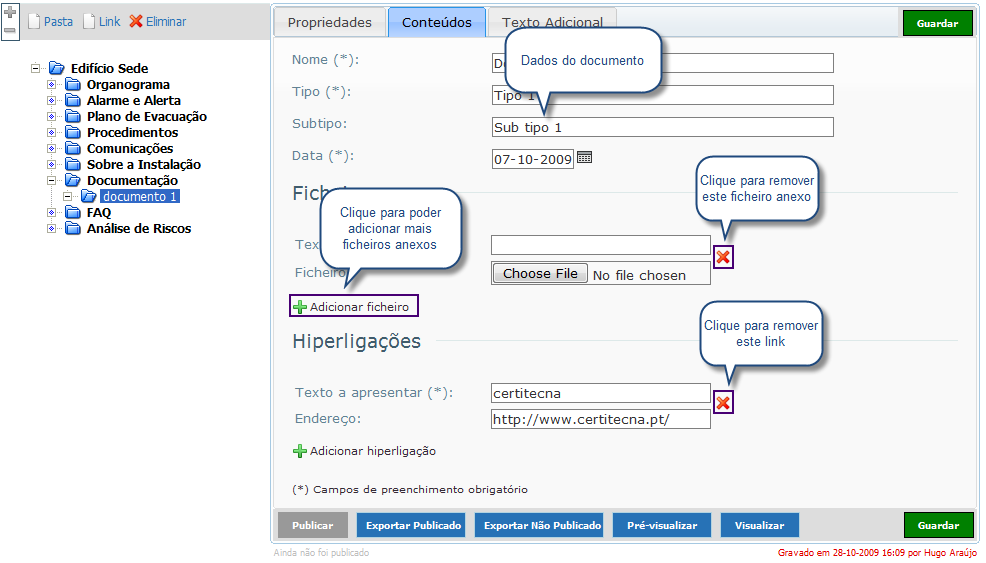 Pasta Link Eliminar
Edifício Sede
Organograma
Alarme e Alerta
Plano de Evacuação
Procedimentos
Comunicações
Sobre a Instalação
Documentação
documento 1
FAQ
Análise de Riscos
Propriedades Conteúdos Texto Adicional Guardar
Dados do documento
Nome (*):
Tipo (*): Tipo 1
Subtipo: Sub tipo 1
Data (*): 07-10-2009
Clique para remover
este ficheiro anexo
Clique para poder
adicionar mais
ficheiros anexos
Ficheiro
Choose File No file chosen
Adicionar ficheiro
Clique para remover
este link
Hiperligações
Texto a apresentar (*): certitecna
Endereço: http://www.certitecna.pt/
Adicionar hiperligação
(*) Campos de preenchimento obrigatório
Publicar Exportar Publicado Exportar Não Publicado Pré-visualizar Visualizar Guardar
Ainda não foi publicado Gravado em 28-10-2009 16:09 por Hugo Araújo